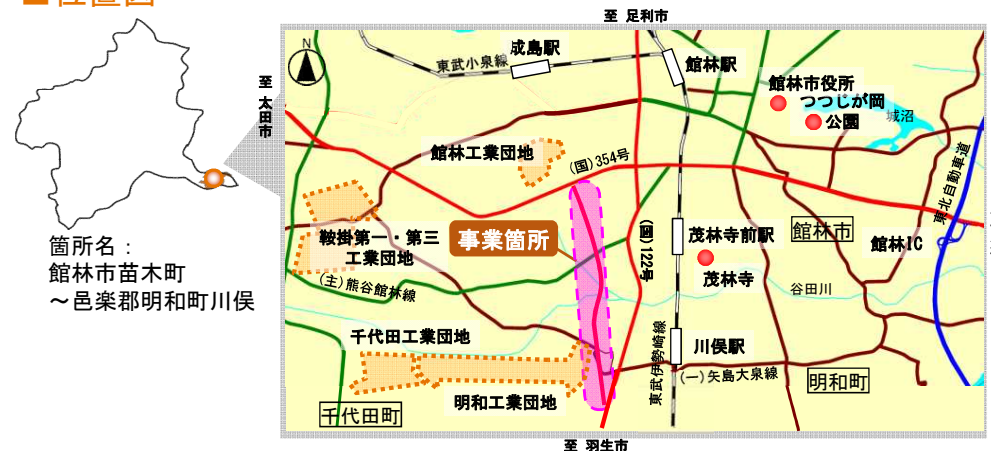 ■位置図
至 足利市
至 太田市
N
成島駅
東武小泉線
館林駅
館林市役所
つつじが岡
公園
城沼
東北自動車道
館林工業団地
(国)354号
(国)122号
鞍掛第一・第三
工業団地
事業箇所
茂林寺前駅
茂林寺
館林市
館林IC
(主)熊谷館林線
谷田川
箇所名：
館林市苗木町
～邑楽郡明和町川俣
千代田工業団地
川俣駅
東武伊勢崎線
(一)矢島大泉線
明和町
明和工業団地
千代田町
至 羽生市